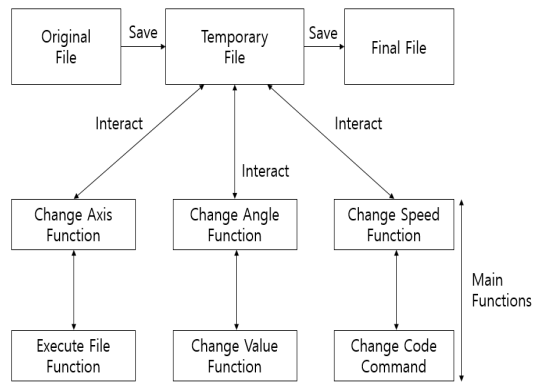 Original
File
Save
Temporary
File
Save
Final File
Interact
Interact
Interact
Change Axis
Function
Change Angle
Function
Change Speed
Function
Main
Functions
Execute File
Function
Change Value
Function
Change Code
Command